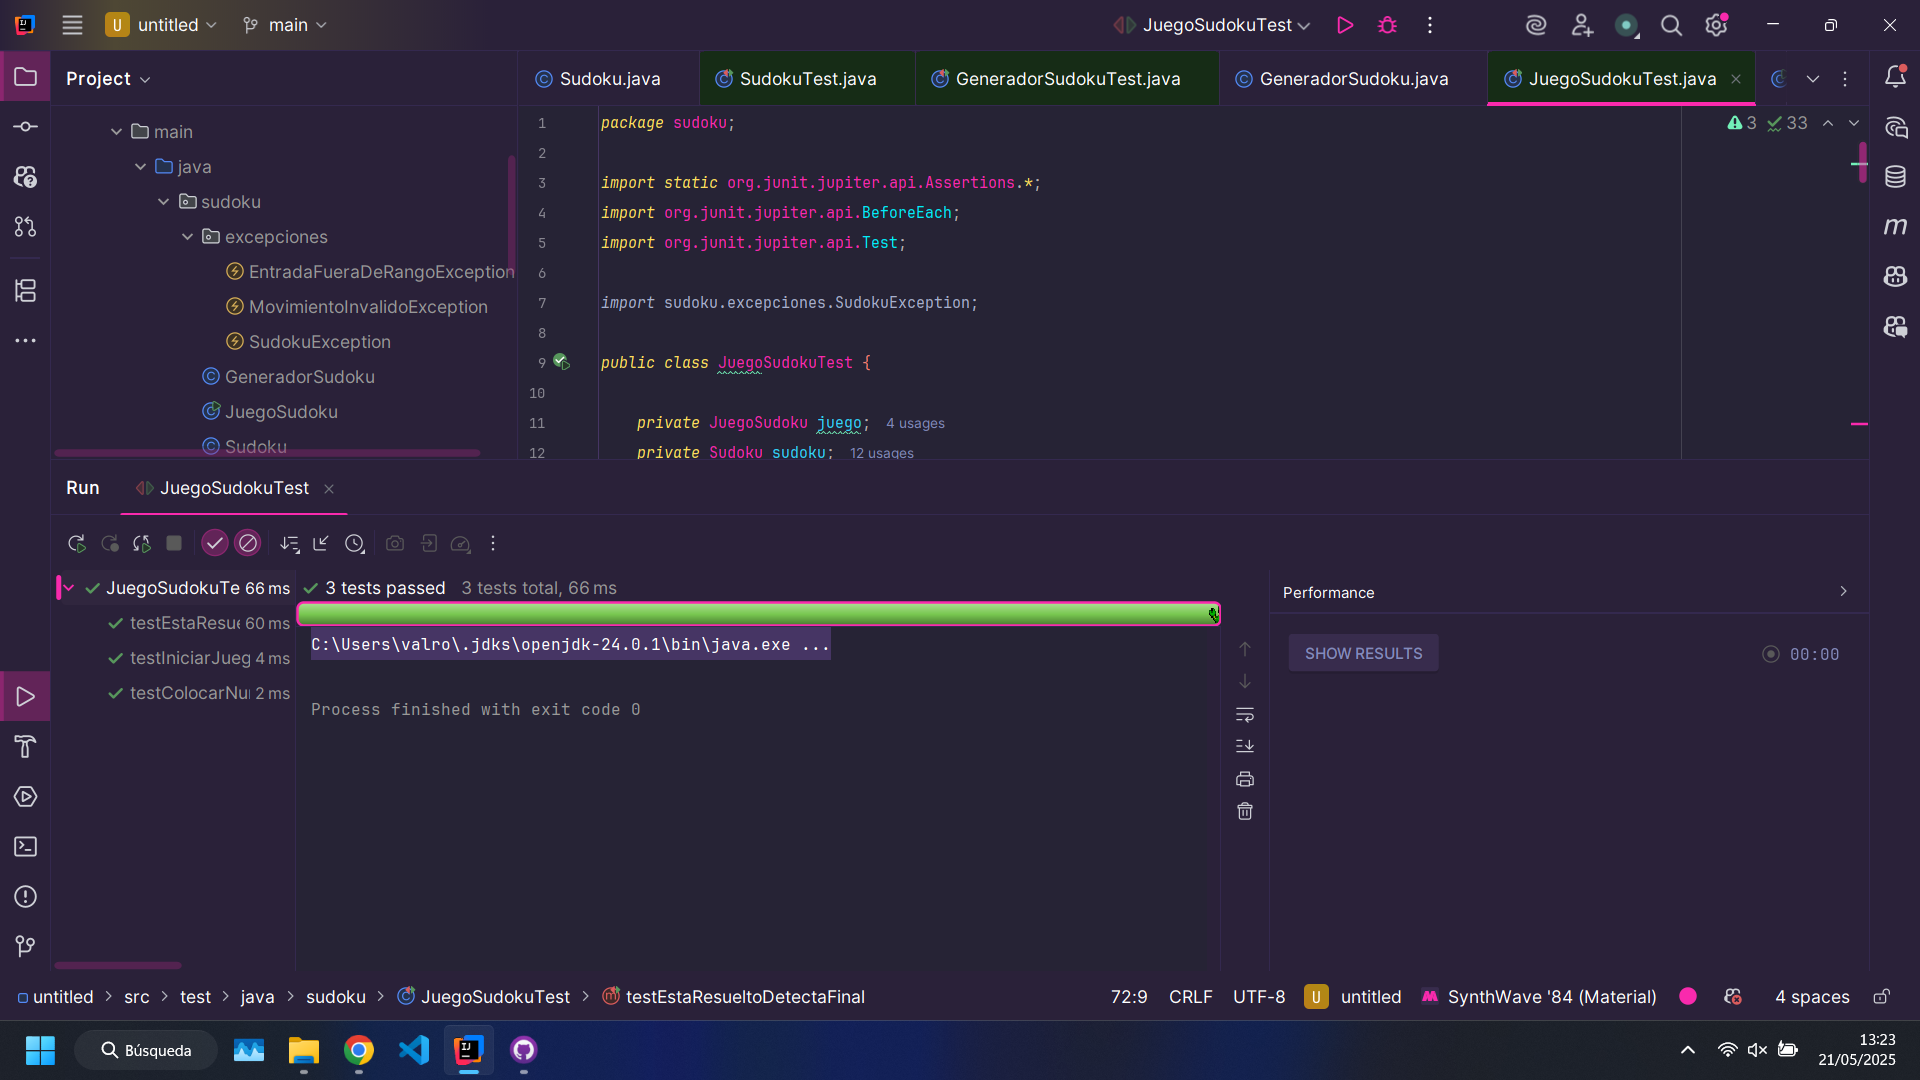 U untitled main JuegoSudokuTest
Project
Sudoku.java SudokuTest.java GeneradorSudokuTest.java GeneradorSudoku.java JuegoSudokuTest.java
main
java
sudoku
excepciones
EntradaFueraDeRangoException
MovimientoInvalidoException
SudokuException
GeneradorSudoku
JuegoSudoku
Sudoku
3 33
1 package sudoku;
2
3 import static org.junit.jupiter.api.Assertions.*;
4 import org.junit.jupiter.api.BeforeEach;
5 import org.junit.jupiter.api.Test;
6
7 import sudoku.excepciones.SudokuException;
8
9 public class JuegoSudokuTest {
10
11 private JuegoSudoku juego; 4 usages
12 private Sudoku sudoku; 12 usages
Run JuegoSudokuTest
JuegoSudokuTe 66 ms
testEstaResue 60 ms
testIniciarJueg 4 ms
testColocarNu 2 ms
3 tests passed 3 tests total, 66 ms
C:\Users\valro\.jdks\openjdk-24.0.1\bin\java.exe ...
Process finished with exit code 0
Performance
SHOW RESULTS 00:00
untitled > src > test > java > sudoku > JuegoSudokuTest > testEstaResueltoDetectaFinal
72:9 CRLF UTF-8 U untitled SynthWave '84 (Material) 4 spaces
Búsqueda
13:23
21/05/2025